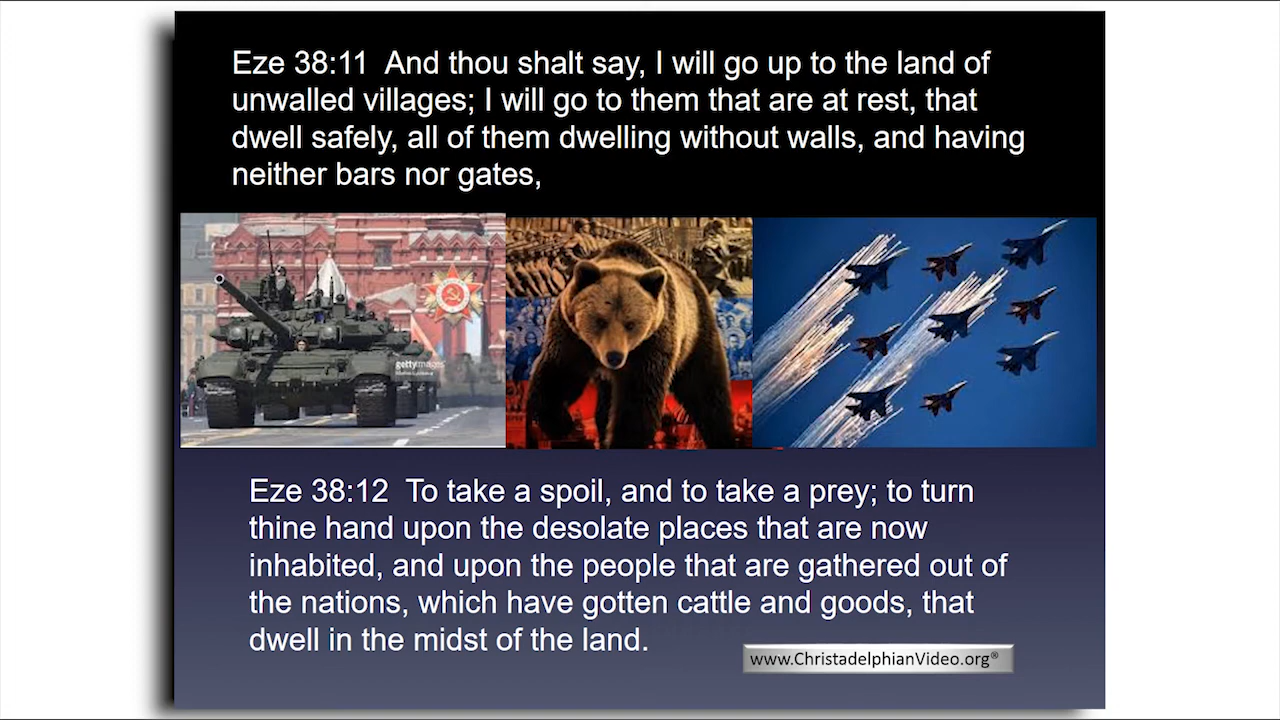 Eze 38:11  And thou shalt say, I will go up to the land of
unwalled villages; I will go to them that are at rest, that
dwell safely, all of them dwelling without walls, and having
neither bars nor gates,
gettyimages
Eze 38:12  To take a spoil, and to take a prey; to turn
thine hand upon the desolate places that are now
inhabited, and upon the people that are gathered out of
the nations, which have gotten cattle and goods, that
dwell in the midst of the land.
www.ChristadelphianVideo.org®